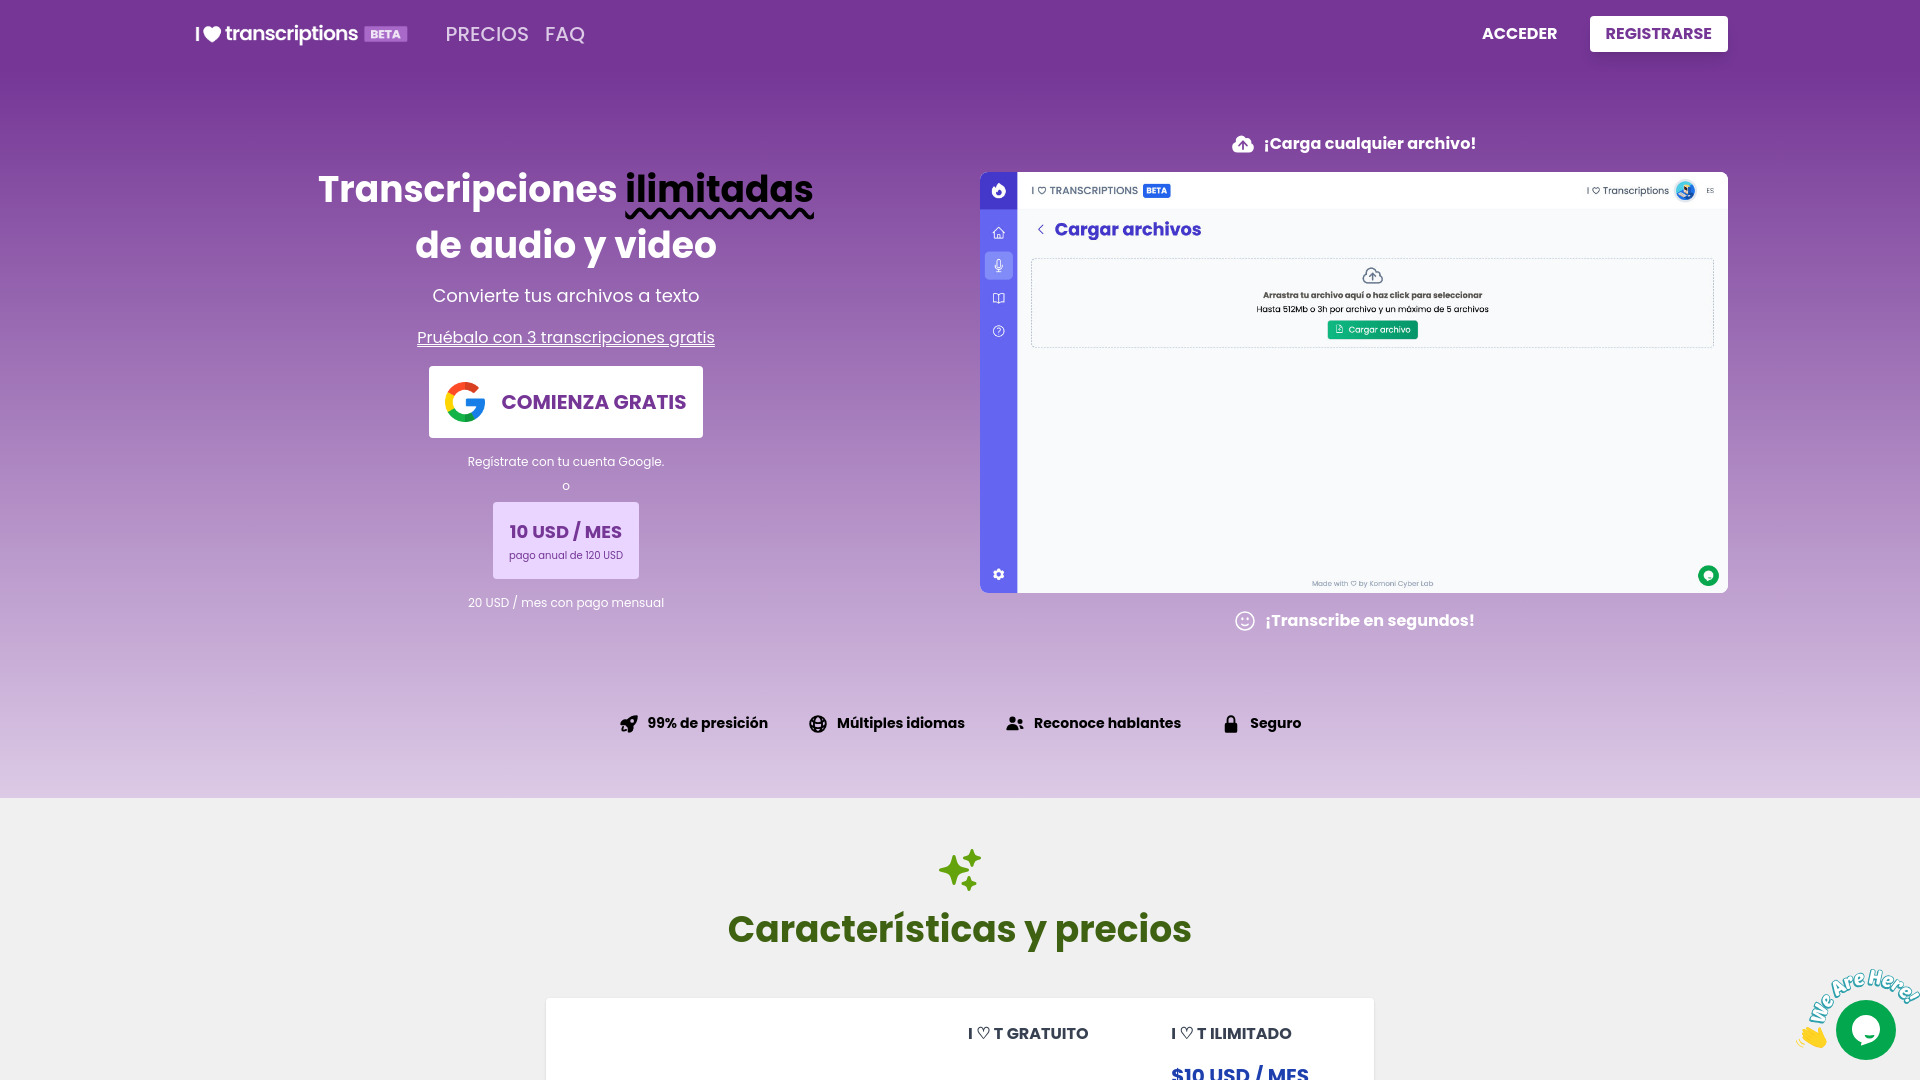 I ♥ transcriptions BETA
PRECIOS FAQ
ACCEDER
REGISTRARSE
Transcripciones ilimitadas
de audio y video
Convierte tus archivos a texto
Pruébalo con 3 transcripciones gratis
COMIENZA GRATIS
Regístrate con tu cuenta Google.
o
10 USD / MES
pago anual de 120 USD
20 USD / mes con pago mensual
¡Carga cualquier archivo!
I ♡ TRANSCRIPTIONS BETA
I ♡ Transcriptions
ES
Cargar archivos
Arrastra tu archivo aquí o haz click para seleccionar
Hasta 512Mb o 3h por archivo y un máximo de 5 archivos
Cargar archivo
Made with ♡ by Komoni Cyber Lab
¡Transcribe en segundos!
99% de presición
Múltiples idiomas
Reconoce hablantes
Seguro
Características y precios
I ♡ T GRATUITO
I ♡ T ILIMITADO
$10 USD / MES
We Are Here!